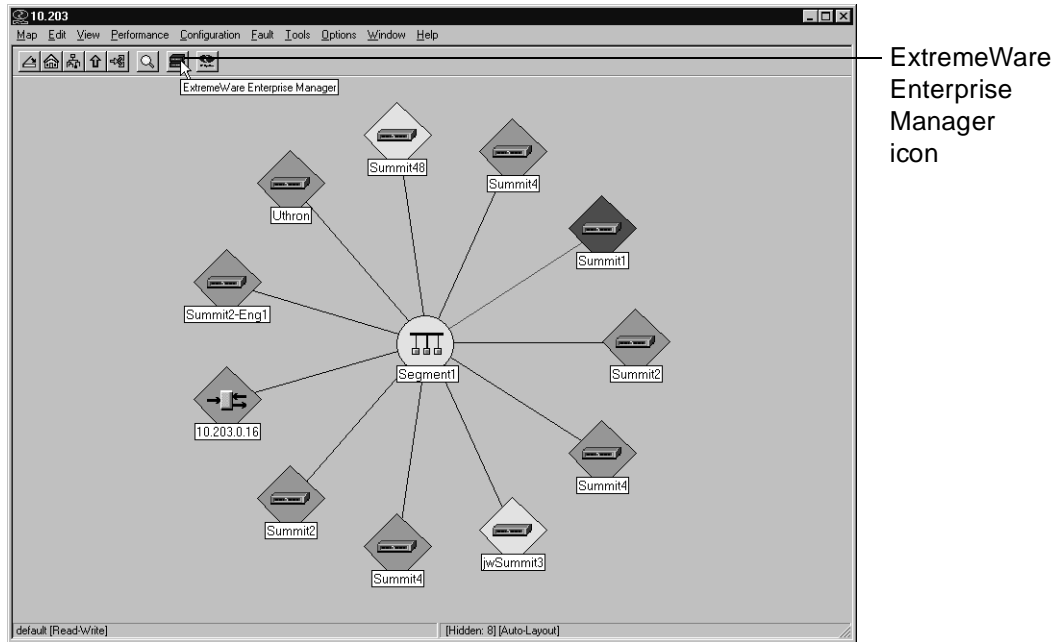 10.203
Map Edit View Performance Configuration Fault Tools Options Window Help
ExtremeWare Enterprise Manager
ExtremeWare
Enterprise
Manager
icon
Summit48
Summit4
Uthron
Summit1
Summit2-Eng1
Segment1
Summit2
10.203.0.16
Summit4
Summit2
jwSummit3
Summit4
default [Read-Write]
[Hidden: 8] [Auto-Layout]